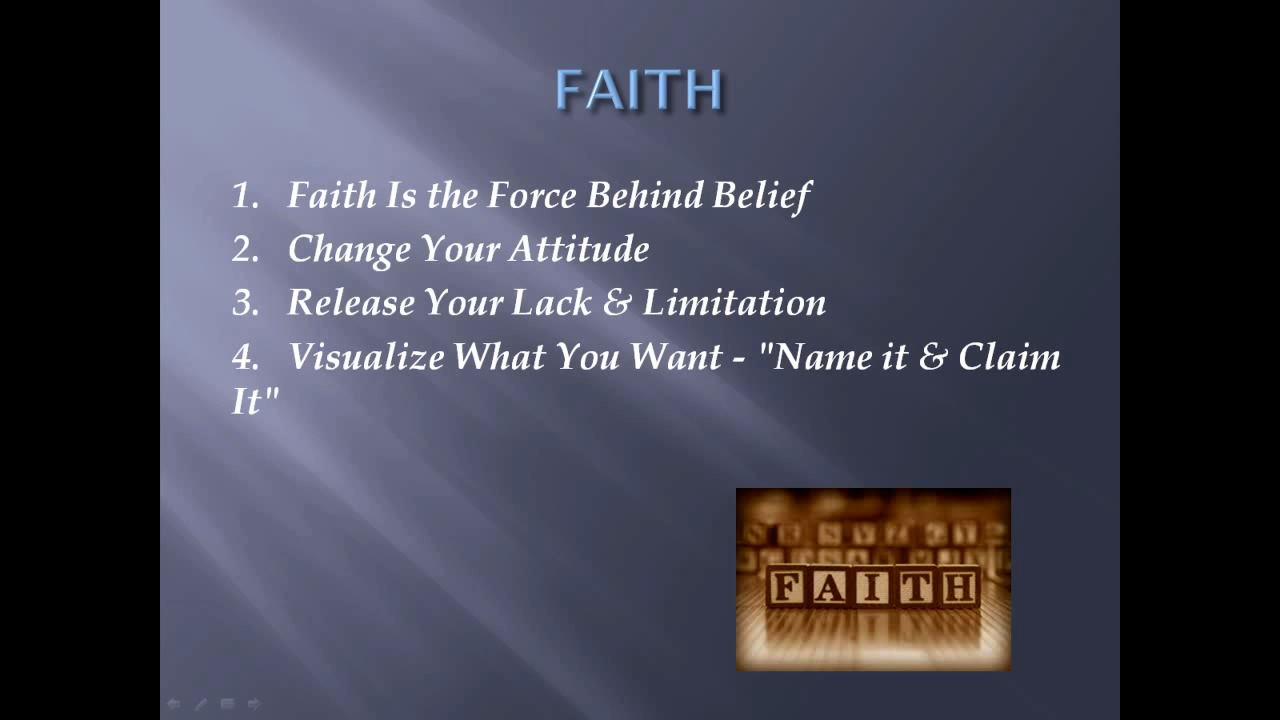 FAITH
1. Faith Is the Force Behind Belief
2. Change Your Attitude
3. Release Your Lack & Limitation
4. Visualize What You Want - "Name it & Claim
It"
FAITH